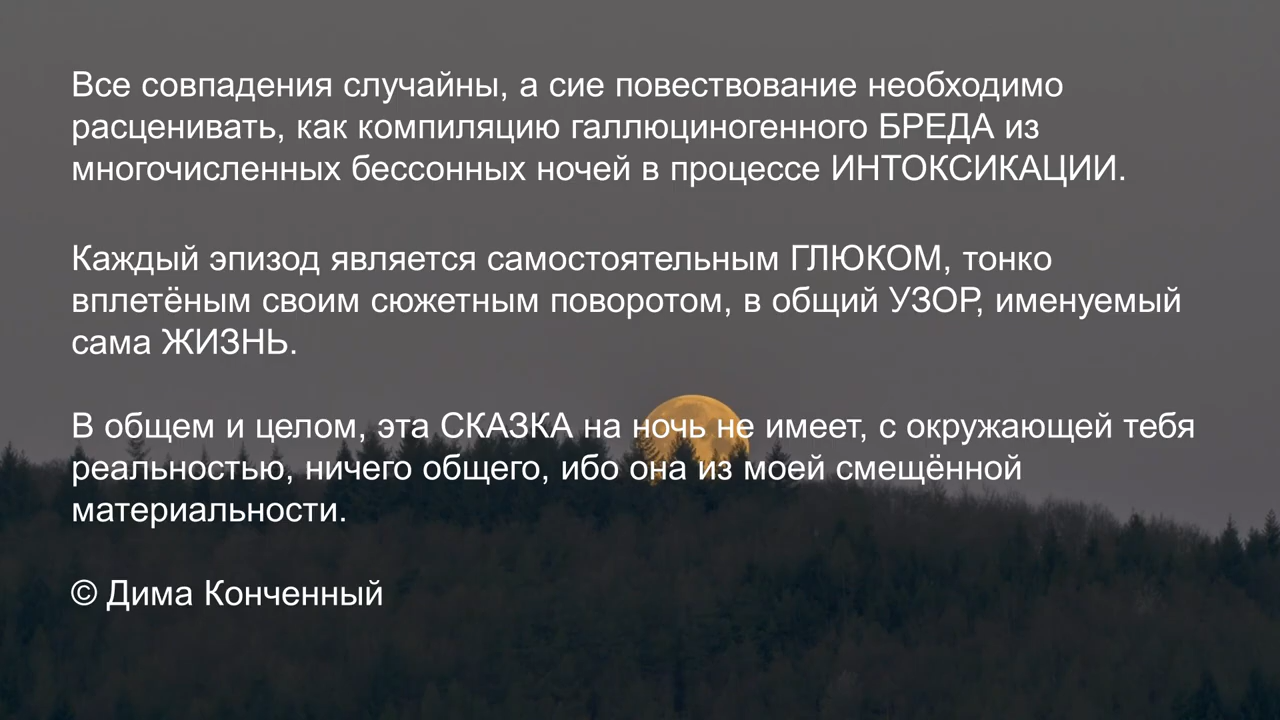 Все совпадения случайны, а сие повествование необходимо
расценивать, как компиляцию галлюциногенного БРЕДА из
многочисленных бессонных ночей в процессе ИНТОКСИКАЦИИ.
Каждый эпизод является самостоятельным ГЛЮКОМ, тонко
вплетёным своим сюжетным поворотом, в общий УЗОР, именуемый
сама ЖИЗНЬ.
В общем и целом, эта СКАЗКА на ночь не имеет, с окружающей тебя
реальностью, ничего общего, ибо она из моей смещённой
материальности.
© Дима Конченный